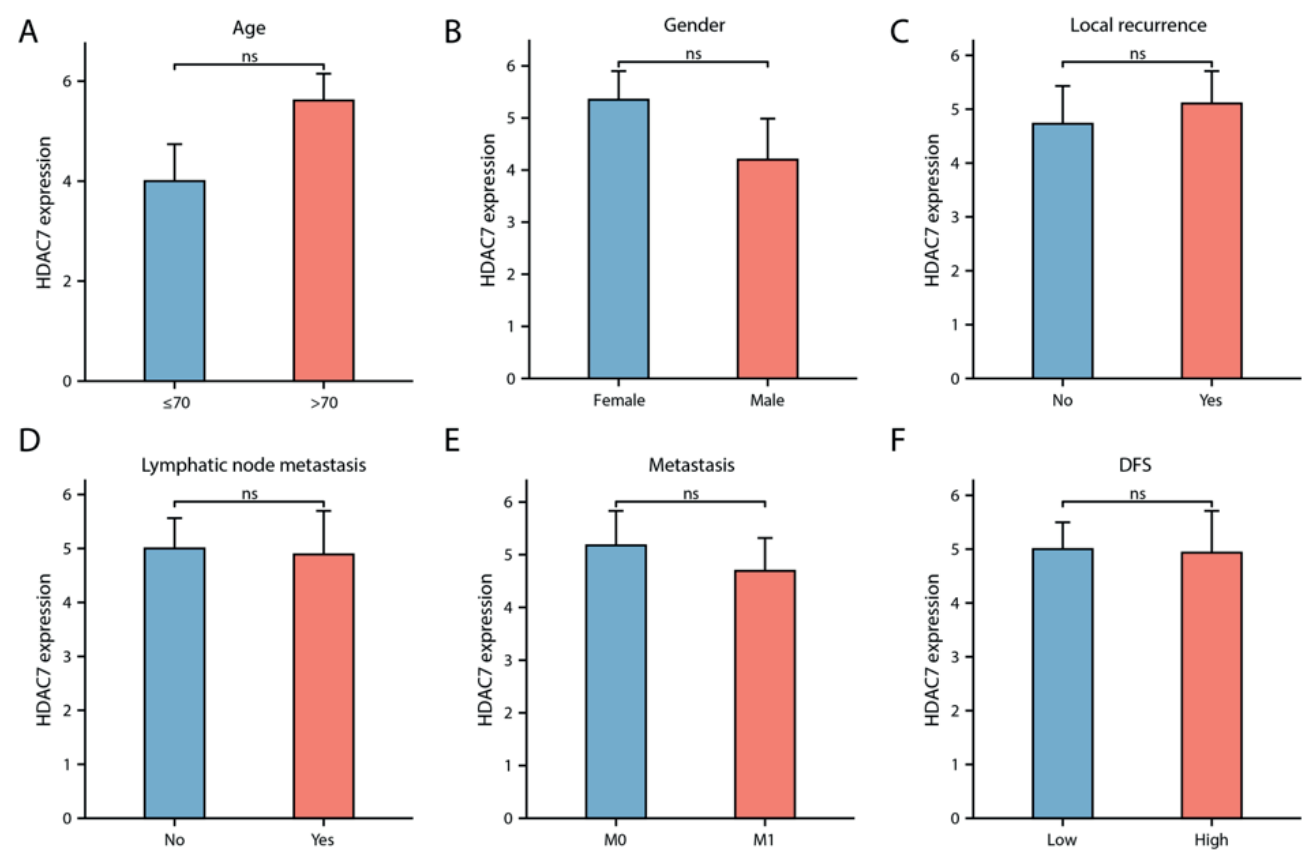 A
Age
HDAC7 expression
6
4
2
0
ns
≤70
>70
B
Gender
HDAC7 expression
6
5
4
3
2
1
0
ns
Female
Male
C
Local recurrence
HDAC7 expression
6
5
4
3
2
1
0
ns
No
Yes
D
Lymphatic node metastasis
HDAC7 expression
6
5
4
3
2
1
0
ns
No
Yes
E
Metastasis
HDAC7 expression
6
5
4
3
2
1
0
ns
M0
M1
F
DFS
HDAC7 expression
6
5
4
3
2
1
0
ns
Low
High